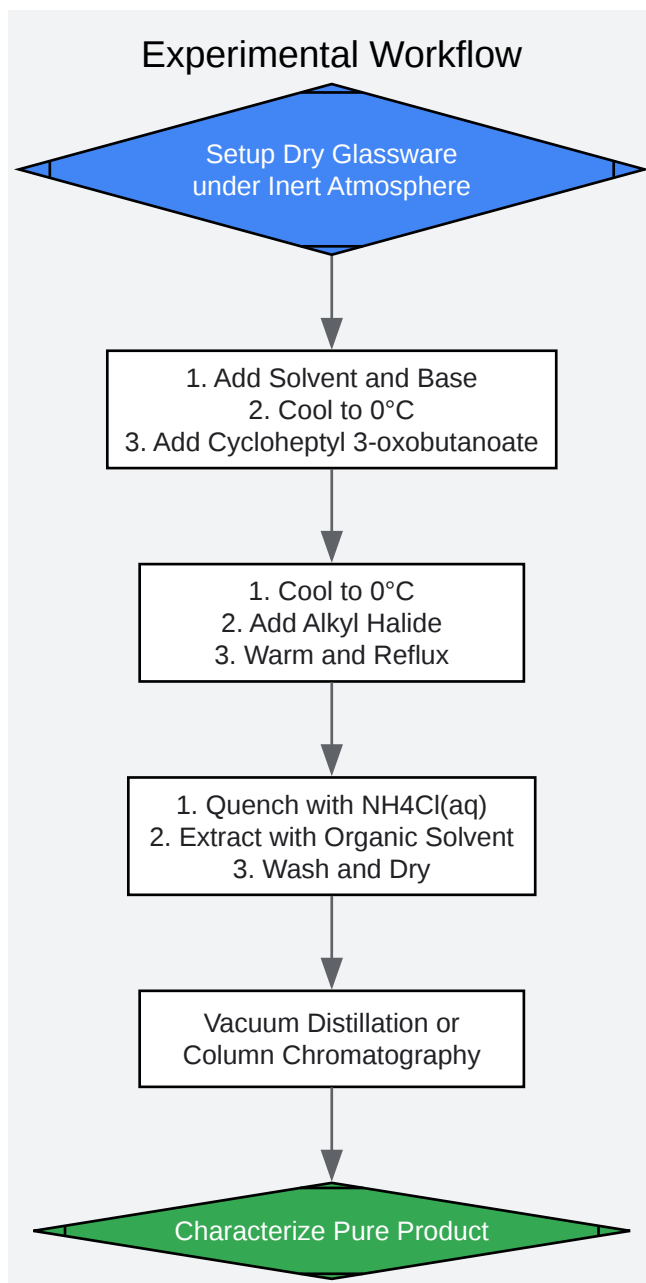 Experimental Workflow
Setup Dry Glassware
under Inert Atmosphere
1. Add Solvent and Base
2. Cool to 0°C
3. Add Cycloheptyl 3-oxobutanoate
1. Cool to 0°C
2. Add Alkyl Halide
3. Warm and Reflux
1. Quench with NH4Cl(aq)
2. Extract with Organic Solvent
3. Wash and Dry
Vacuum Distillation or
Column Chromatography
Characterize Pure Product